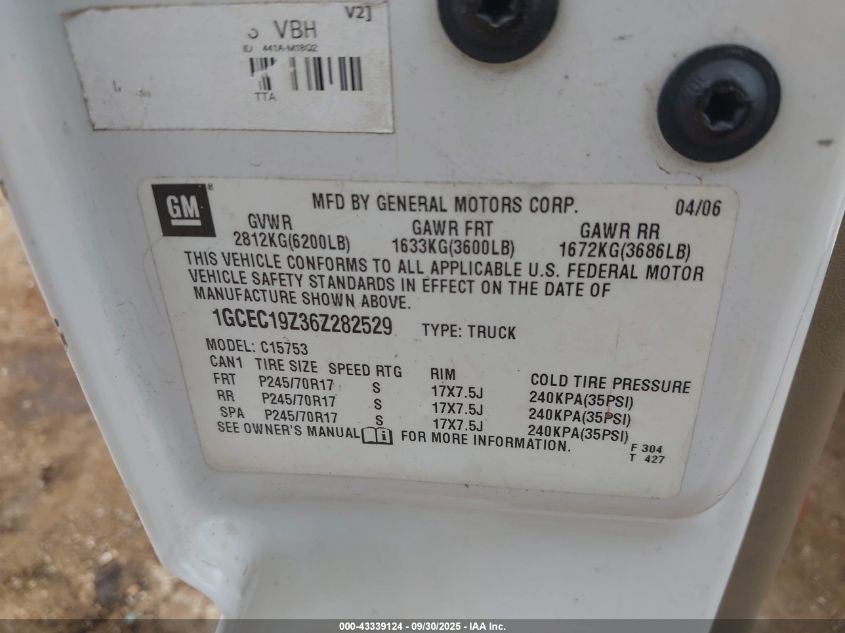 VBH
V2]
ID 441A-M18Q2
TTA
GM
MFD BY GENERAL MOTORS CORP. 04/06
GVWR GAWR FRT GAWR RR
2812KG(6200LB) 1633KG(3600LB) 1672KG(3686LB)
THIS VEHICLE CONFORMS TO ALL APPLICABLE U.S. FEDERAL MOTOR
VEHICLE SAFETY STANDARDS IN EFFECT ON THE DATE OF
MANUFACTURE SHOWN ABOVE.
1GCEC19Z36Z282529 TYPE: TRUCK
MODEL: C15753
CAN1 TIRE SIZE SPEED RTG RIM COLD TIRE PRESSURE
FRT P245/70R17 S 17X7.5J 240KPA(35PSI)
RR P245/70R17 S 17X7.5J 240KPA(35PSI)
SPA P245/70R17 S 17X7.5J 240KPA(35PSI)
SEE OWNER'S MANUAL FOR MORE INFORMATION.
F 304
T 427
000-43339124 - 09/30/2025 - IAA Inc.